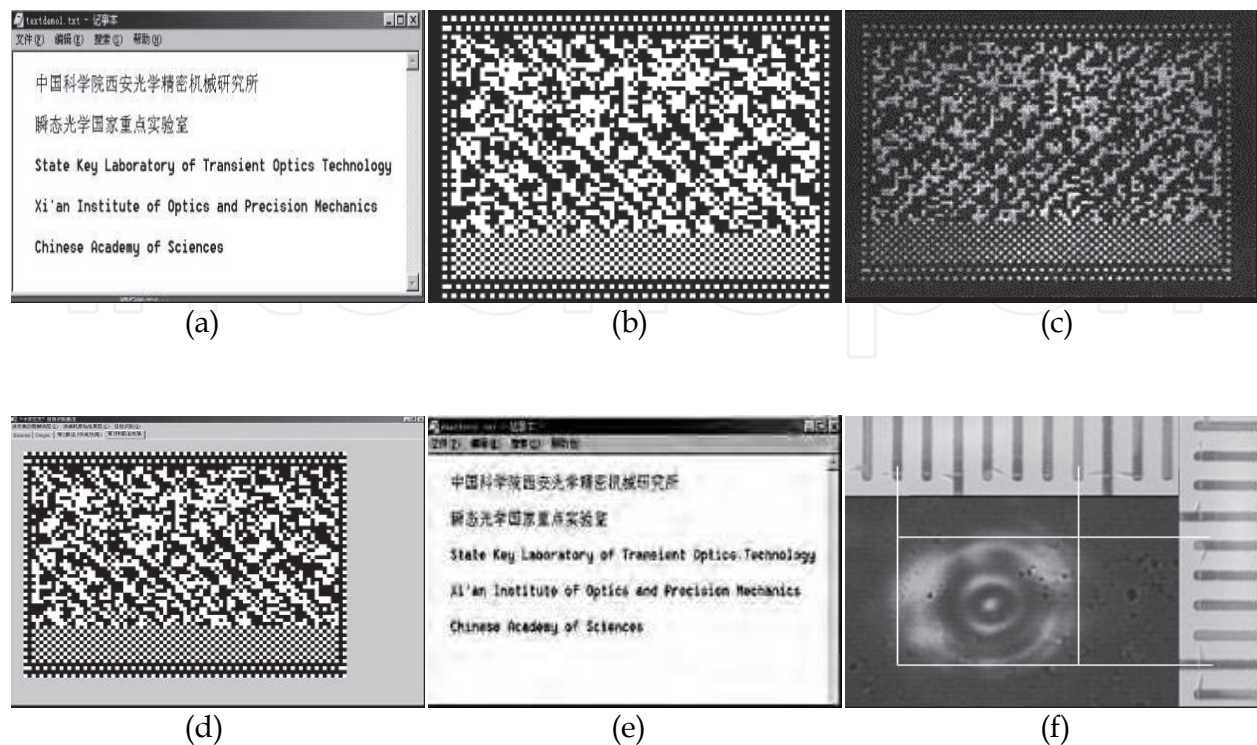 textdemo1.txt - 记事本
文件(F) 编辑(E) 搜索(S) 帮助(H)
中国科学院西安光学精密机械研究所
瞬态光学国家重点实验室
State Key Laboratory of Transient Optics Technology
Xi'an Institute of Optics and Precision Mechanics
Chinese Academy of Sciences
(a)
(b)
(c)
Source Origin
中国科学院西安光学精密机械研究所
瞬态光学国家重点实验室
State Key Laboratory of Transient Optics Technology
Xi'an Institute of Optics and Precision Mechanics
Chinese Academy of Sciences
(d)
(e)
(f)